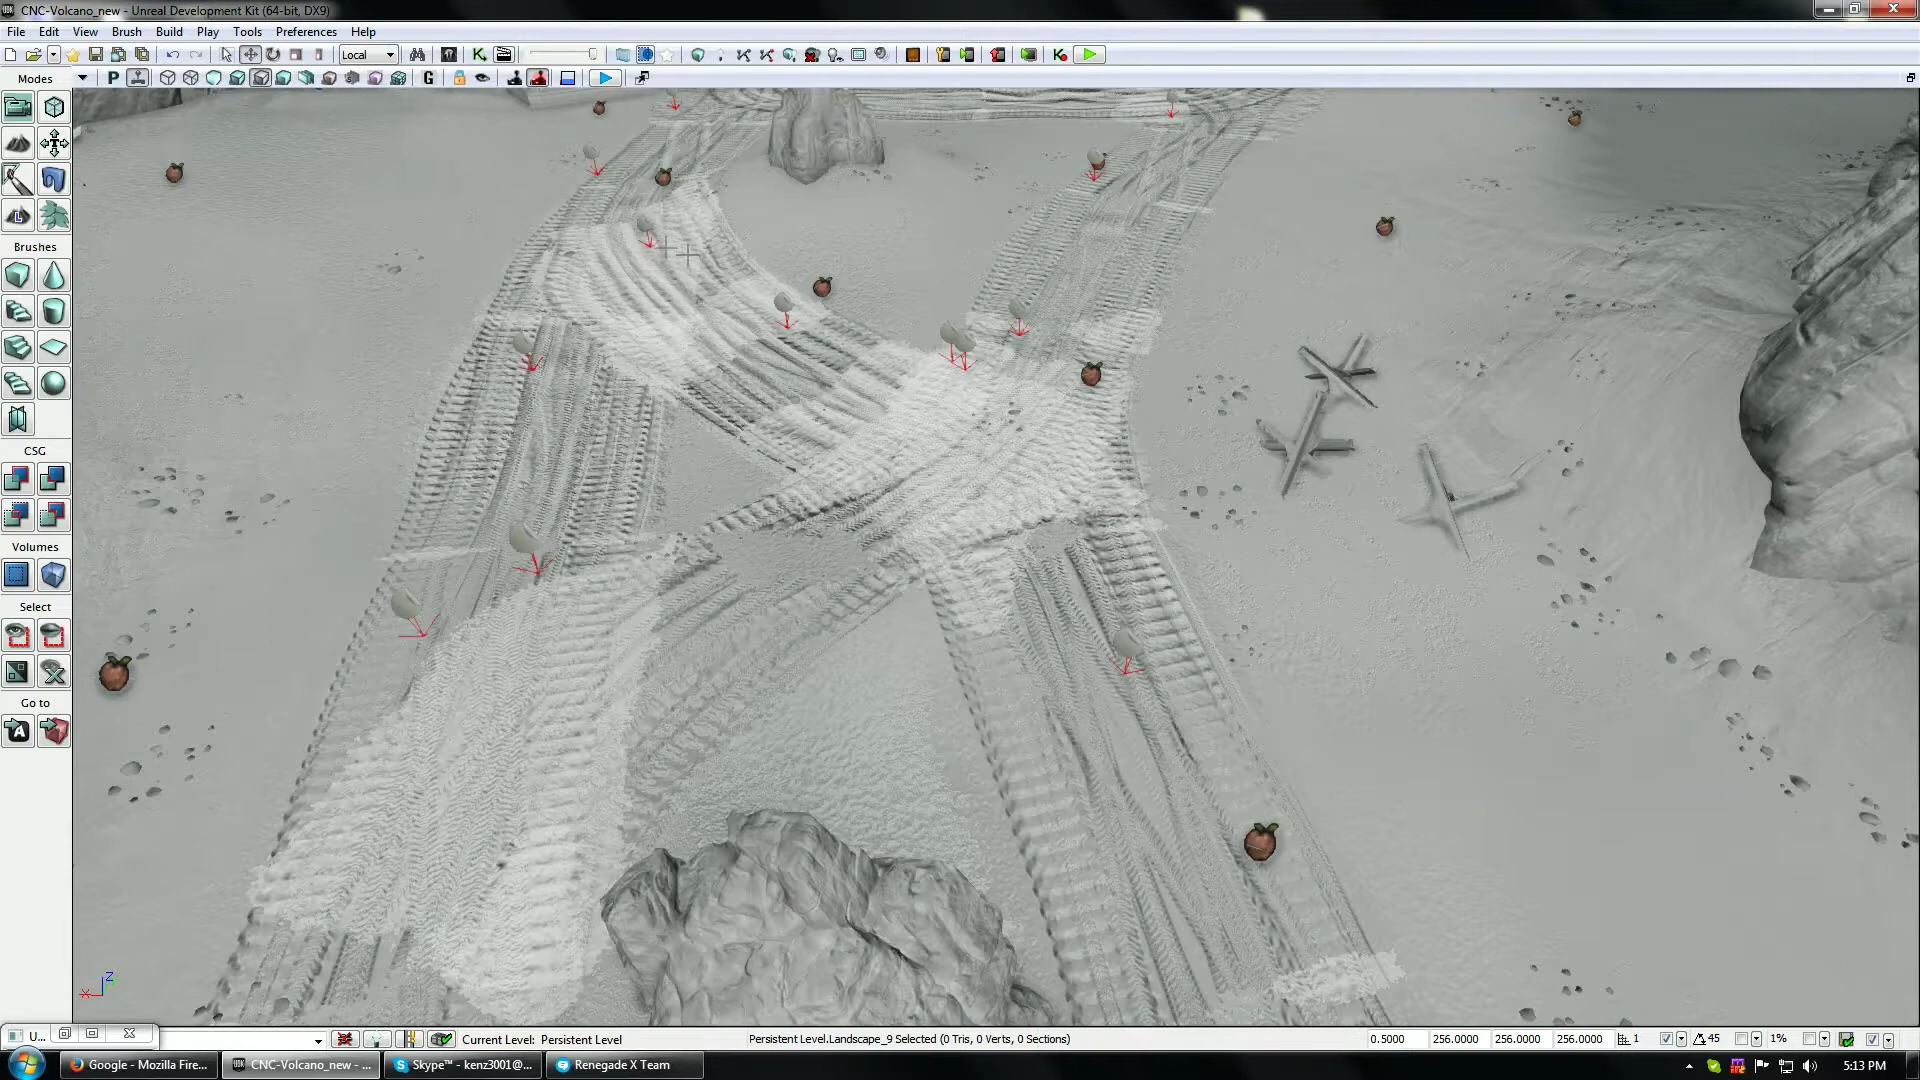 CNC-Volcano_new - Unreal Development Kit (64-bit, DX9)
File Edit View Brush Build Play Tools Preferences Help
Local
Modes
P
G
Brushes
CSG
Volumes
Select
Go to
A
Z
X
U...
Current Level: Persistent Level
Persistent Level.Landscape_9 Selected (0 Tris, 0 Verts, 0 Sections)
0.5000 256.0000 256.0000 256.0000 1 45 1%
Google - Mozilla Fire...
CNC-Volcano_new - ...
Skype™ - kenz3001@...
Renegade X Team
5:13 PM